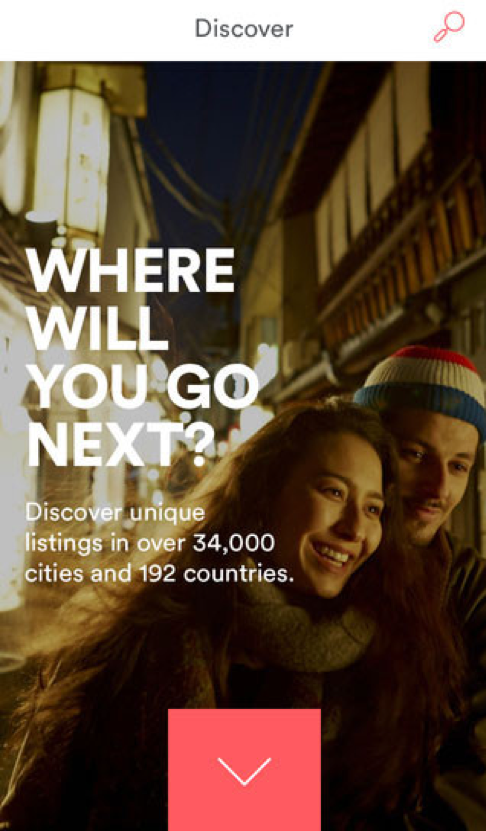 Discover
WHERE
WILL
YOU GO
NEXT?
Discover unique
listings in over 34,000
cities and 192 countries.